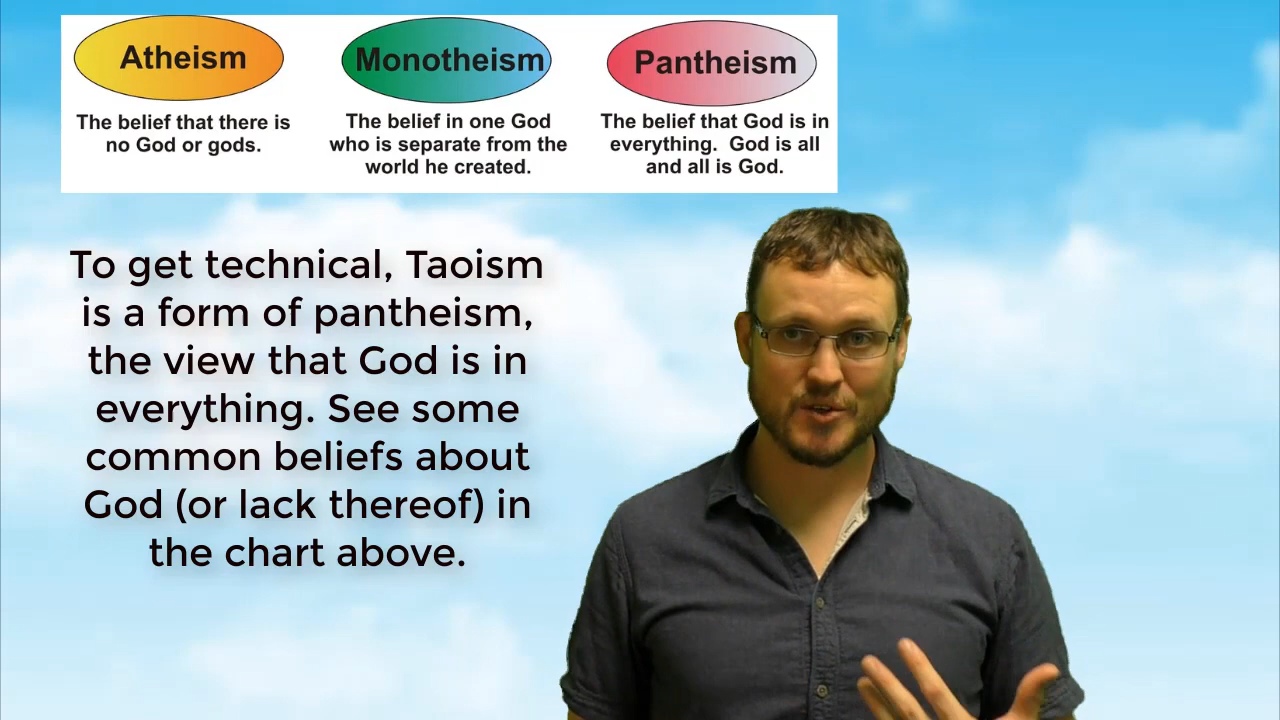 Atheism
The belief that there is
no God or gods.
Monotheism
The belief in one God
who is separate from the
world he created.
Pantheism
The belief that God is in
everything.  God is all
and all is God.
To get technical, Taoism
is a form of pantheism,
the view that God is in
everything. See some
common beliefs about
God (or lack thereof) in
the chart above.